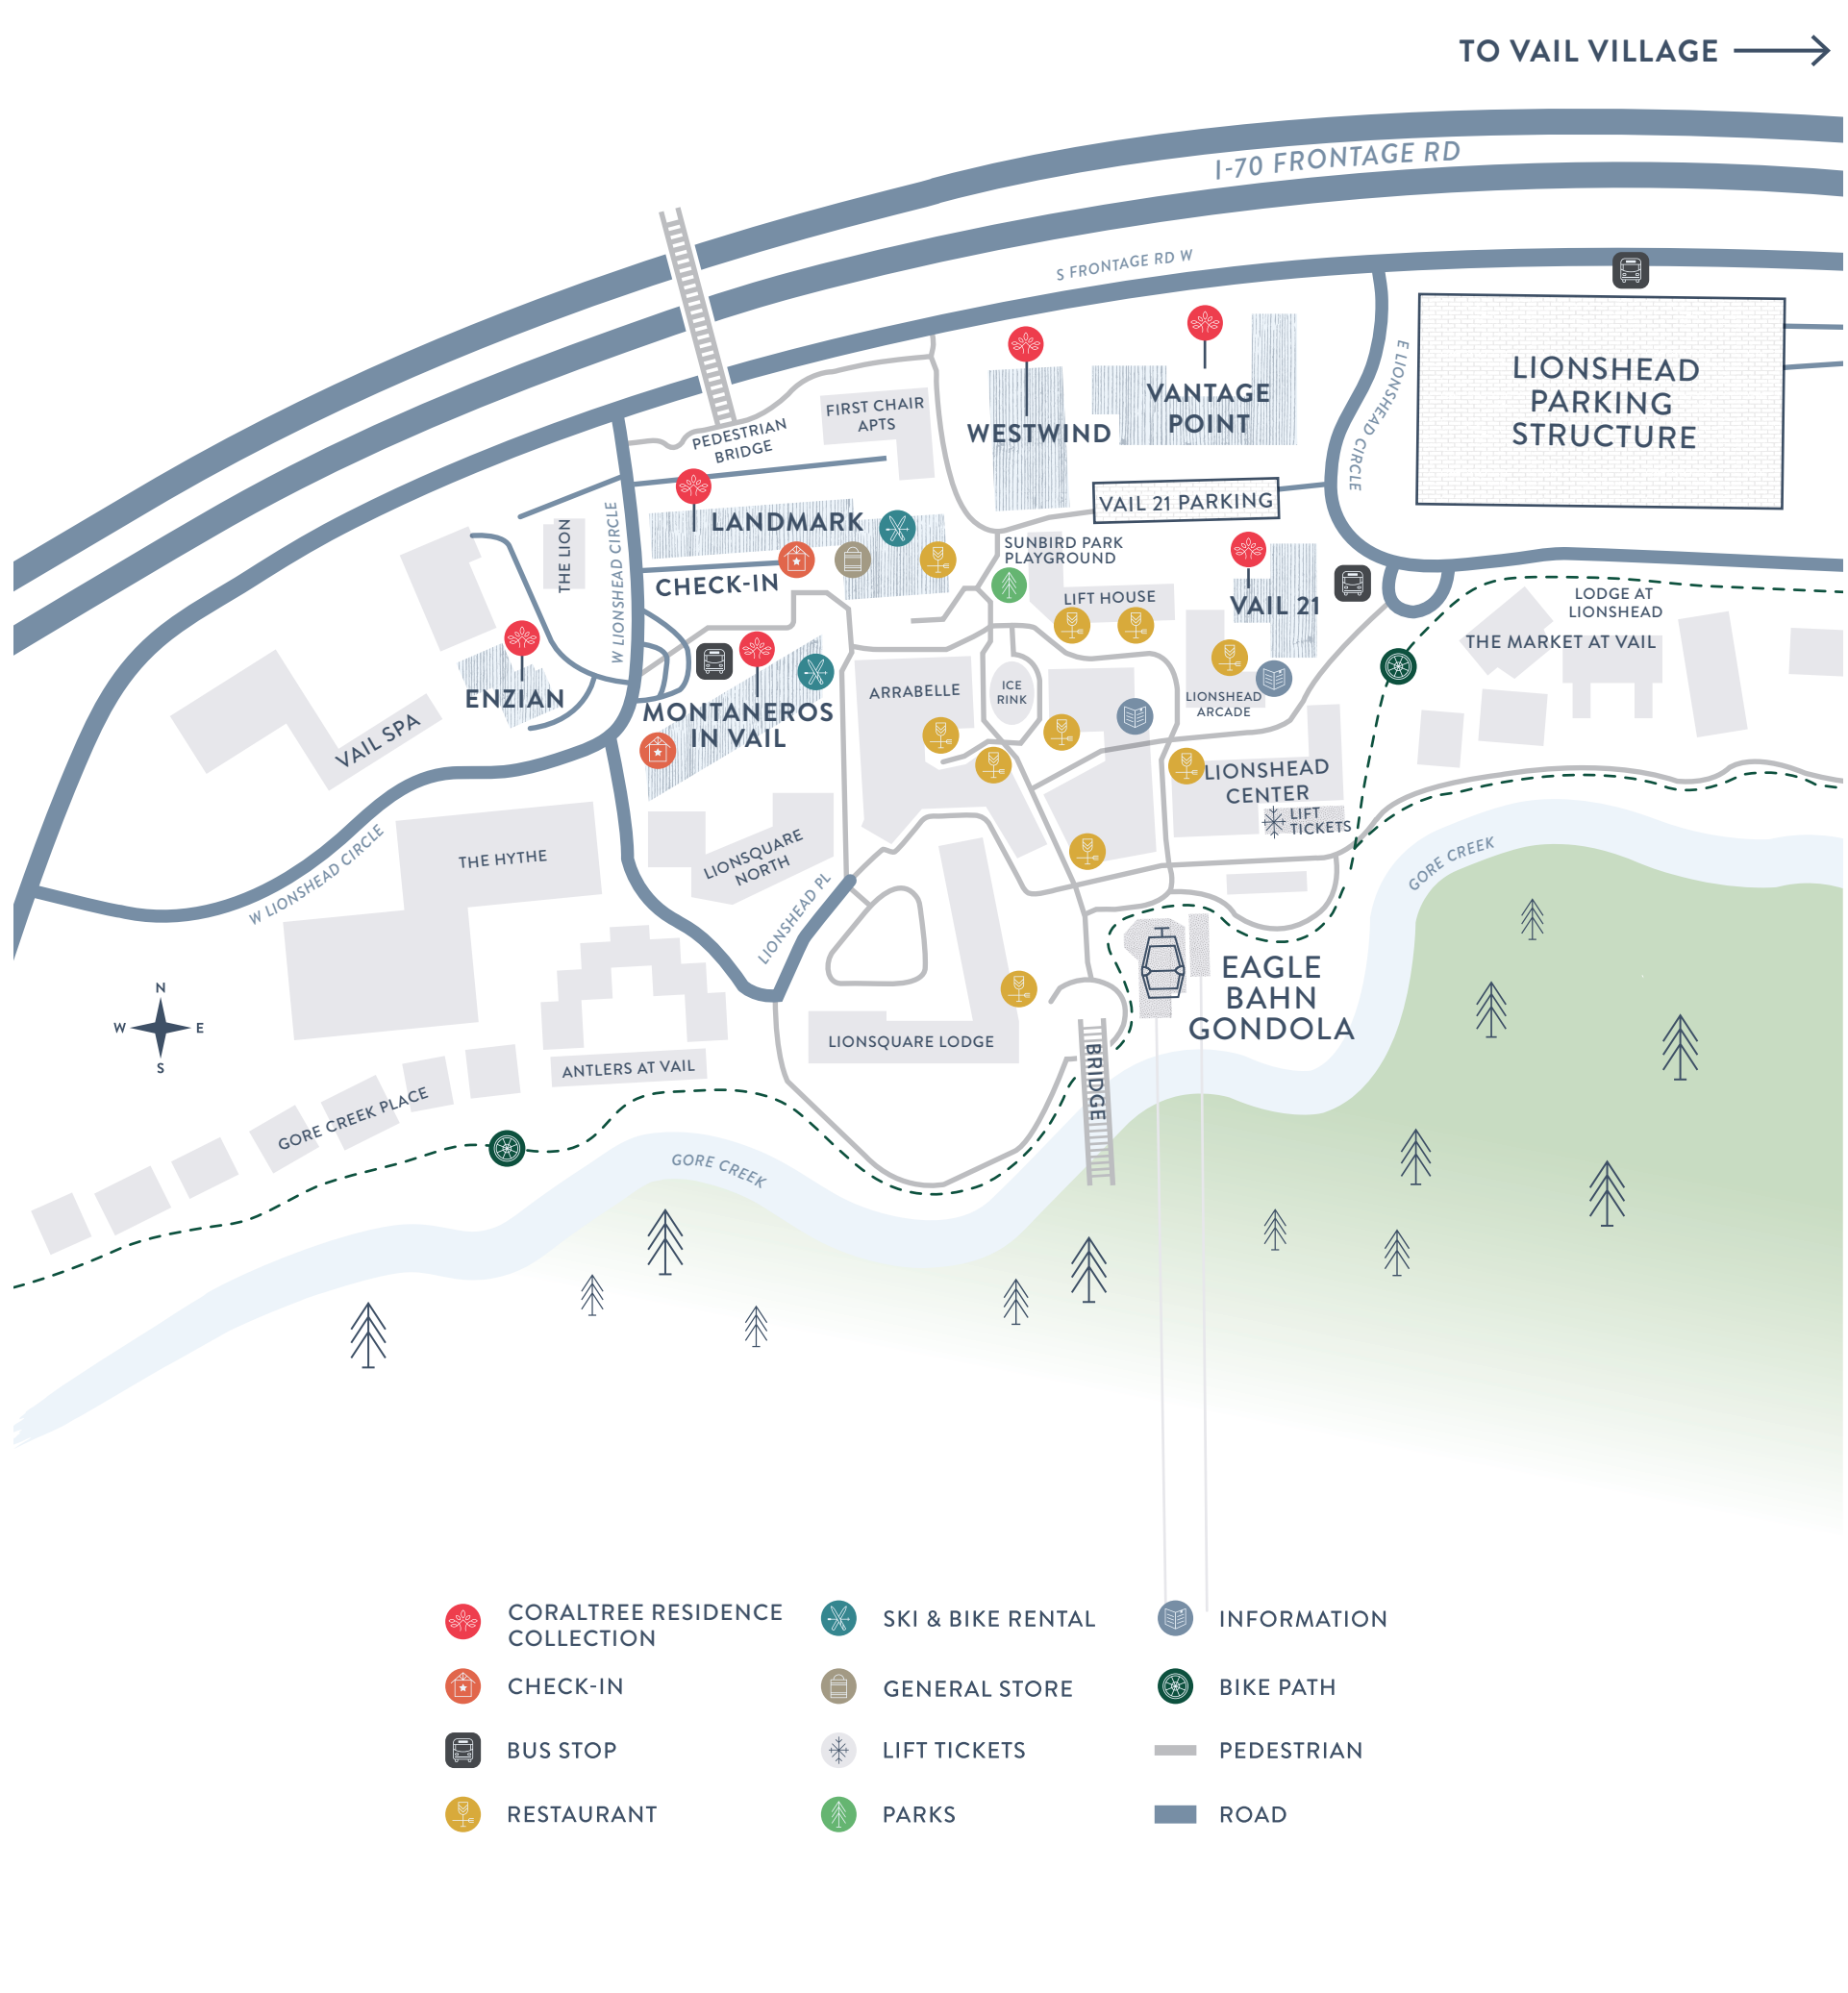 TO VAIL VILLAGE
I-70 FRONTAGE RD
S FRONTAGE RD W
E LIONSHEAD CIRCLE
LIONSHEAD
PARKING
STRUCTURE
VANTAGE
POINT
WESTWIND
FIRST CHAIR
APTS
PEDESTRIAN
BRIDGE
VAIL 21 PARKING
LANDMARK
THE LION
W LIONSHEAD CIRCLE
CHECK-IN
SUNBIRD PARK
PLAYGROUND
LIFT HOUSE
VAIL 21
LODGE AT
LIONSHEAD
THE MARKET AT VAIL
ENZIAN
MONTANEROS
IN VAIL
ARRABELLE
ICE
RINK
LIONSHEAD
ARCADE
VAIL SPA
LIONSHEAD
CENTER
LIFT
TICKETS
THE HYTHE
W LIONSHEAD CIRCLE
LIONSQUARE
NORTH
LIONSHEAD PL
GORE CREEK
EAGLE
BAHN
GONDOLA
N
W
E
S
LIONSQUARE LODGE
BRIDGE
ANTLERS AT VAIL
GORE CREEK PLACE
GORE CREEK
CORALTREE RESIDENCE
COLLECTION
CHECK-IN
BUS STOP
RESTAURANT
SKI & BIKE RENTAL
GENERAL STORE
LIFT TICKETS
PARKS
INFORMATION
BIKE PATH
PEDESTRIAN
ROAD